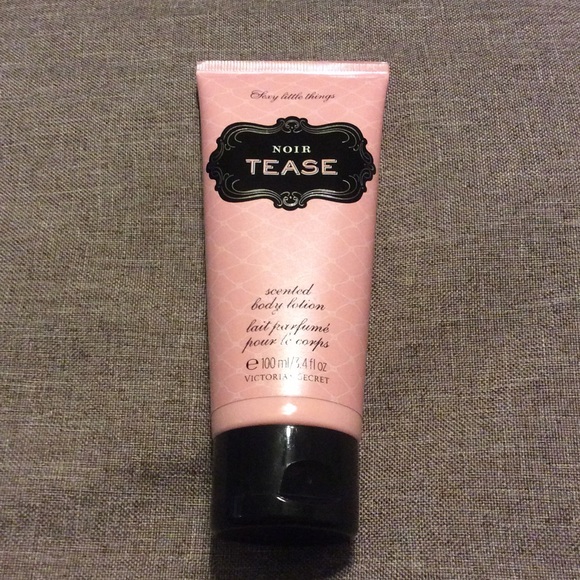 Sexy little things
NOIR
TEASE
scented
body lotion
lait parfumé
pour le corps
℮ 100 ml/3.4 fl oz
VICTORIA'S SECRET